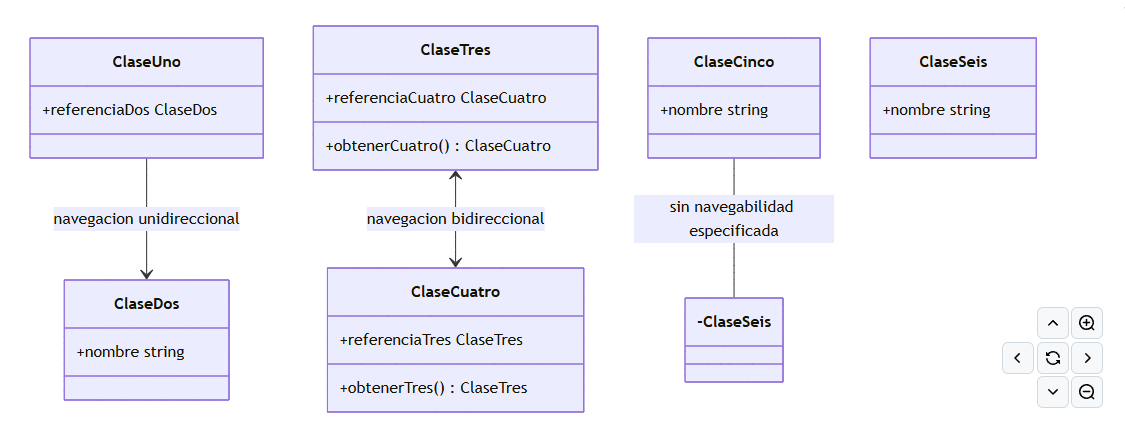 ClaseUno
+referenciaDos ClaseDos
navegacion unidireccional
ClaseDos
+nombre string
ClaseTres
+referenciaCuatro ClaseCuatro
+obtenerCuatro() : ClaseCuatro
navegacion bidireccional
ClaseCuatro
+referenciaTres ClaseTres
+obtenerTres() : ClaseTres
ClaseCinco
+nombre string
sin navegabilidad
especificada
-ClaseSeis
ClaseSeis
+nombre string